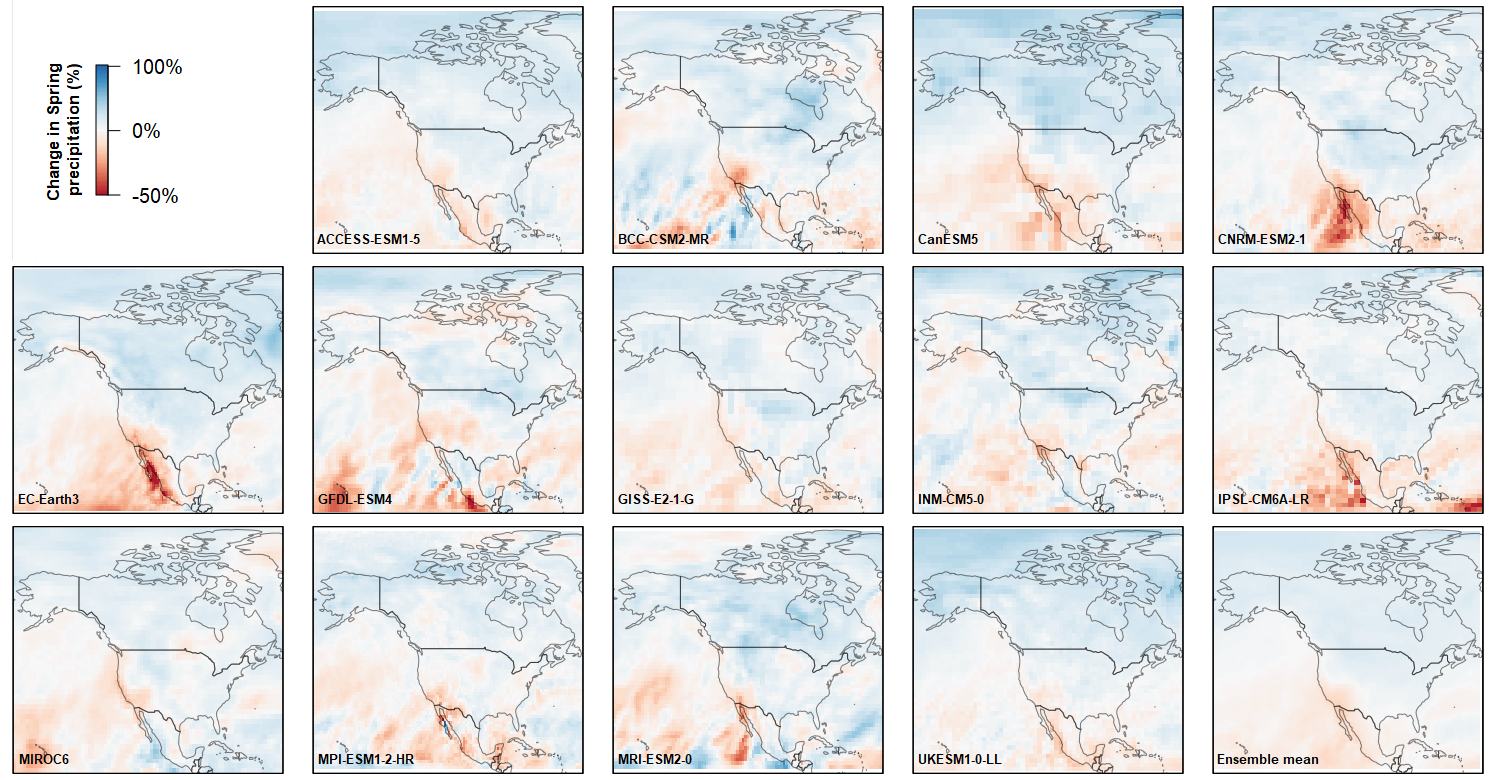 Change in Spring
precipitation (%)
100%
0%
-50%
ACCESS-ESM1-5
BCC-CSM2-MR
CanESM5
CNRM-ESM2-1
EC-Earth3
GFDL-ESM4
GISS-E2-1-G
INM-CM5-0
IPSL-CM6A-LR
MIROC6
MPI-ESM1-2-HR
MRI-ESM2-0
UKESM1-0-LL
Ensemble mean